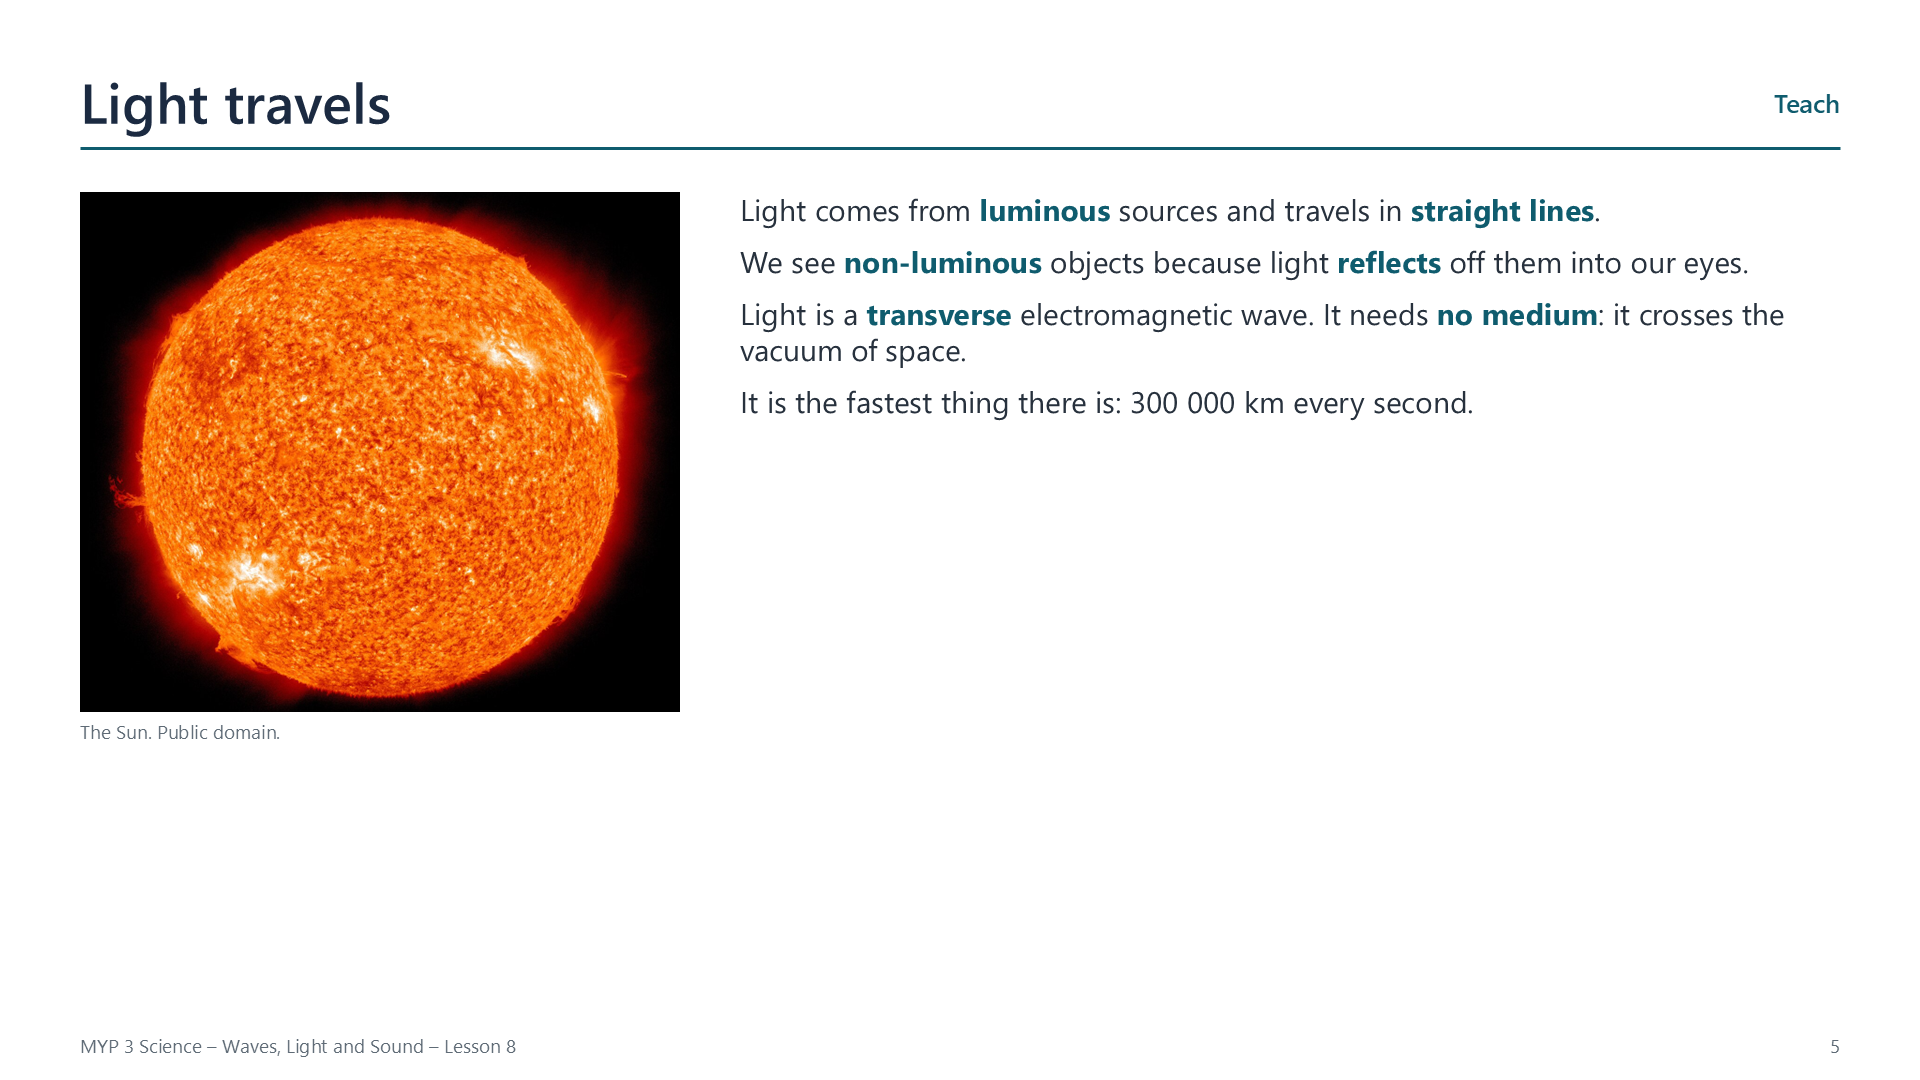 Light travels
Teach
Light comes from luminous sources and travels in straight lines.
We see non-luminous objects because light reflects off them into our eyes.
Light is a transverse electromagnetic wave. It needs no medium: it crosses the
vacuum of space.
It is the fastest thing there is: 300 000 km every second.
The Sun. Public domain.
MYP 3 Science – Waves, Light and Sound – Lesson 8
5